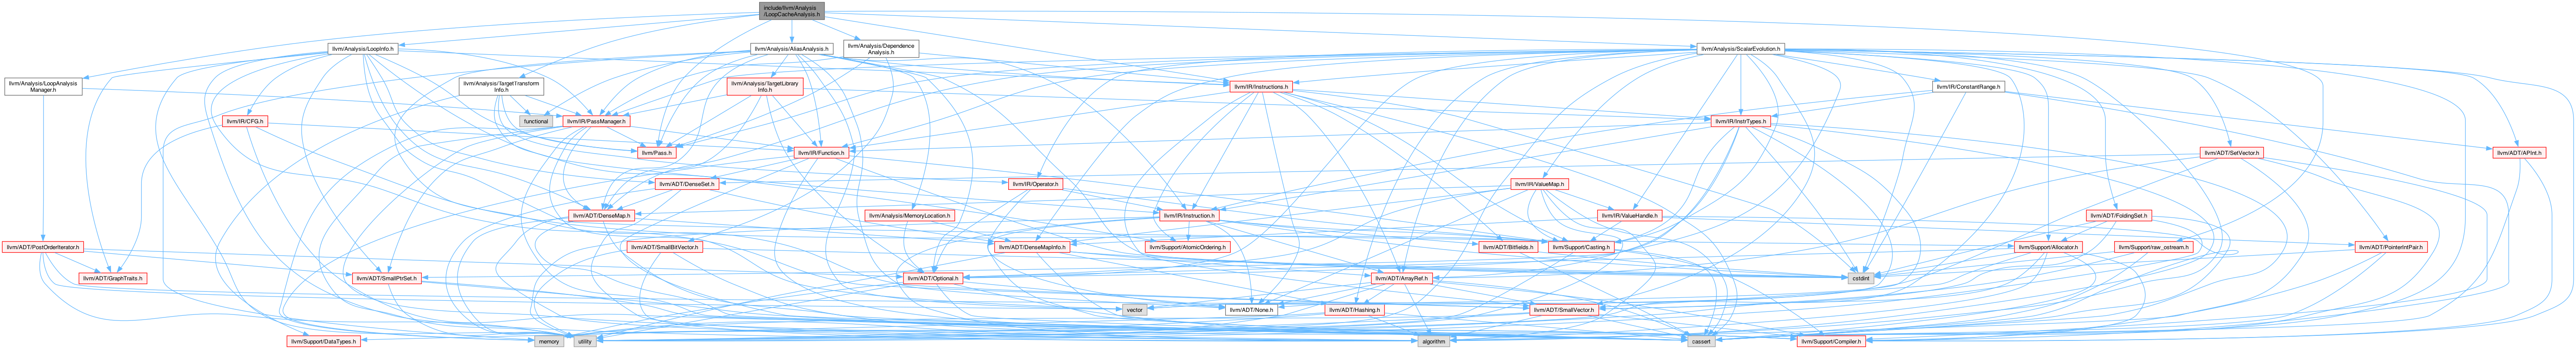 include/llvm/Analysis
/LoopCacheAnalysis.h
llvm/Analysis/LoopInfo.h
llvm/Analysis/AliasAnalysis.h
llvm/Analysis/Dependence
Analysis.h
llvm/Analysis/ScalarEvolution.h
llvm/Analysis/LoopAnalysis
Manager.h
llvm/Analysis/TargetTransform
Info.h
llvm/Analysis/TargetLibrary
Info.h
llvm/IR/Instructions.h
llvm/IR/ConstantRange.h
llvm/IR/CFG.h
functional
llvm/IR/PassManager.h
llvm/IR/InstrTypes.h
llvm/Pass.h
llvm/IR/Function.h
llvm/ADT/SetVector.h
llvm/ADT/APInt.h
llvm/ADT/DenseSet.h
llvm/IR/Operator.h
llvm/IR/ValueMap.h
llvm/ADT/DenseMap.h
llvm/Analysis/MemoryLocation.h
llvm/IR/Instruction.h
llvm/IR/ValueHandle.h
llvm/ADT/FoldingSet.h
llvm/ADT/PostOrderIterator.h
llvm/ADT/SmallBitVector.h
llvm/ADT/DenseMapInfo.h
llvm/Support/AtomicOrdering.h
llvm/ADT/Bitfields.h
llvm/Support/Casting.h
llvm/Support/Allocator.h
llvm/Support/raw_ostream.h
llvm/ADT/PointerIntPair.h
llvm/ADT/GraphTraits.h
llvm/ADT/SmallPtrSet.h
llvm/ADT/Optional.h
llvm/ADT/ArrayRef.h
cstdint
vector
llvm/ADT/None.h
llvm/ADT/Hashing.h
llvm/ADT/SmallVector.h
llvm/Support/DataTypes.h
memory
utility
algorithm
cassert
llvm/Support/Compiler.h